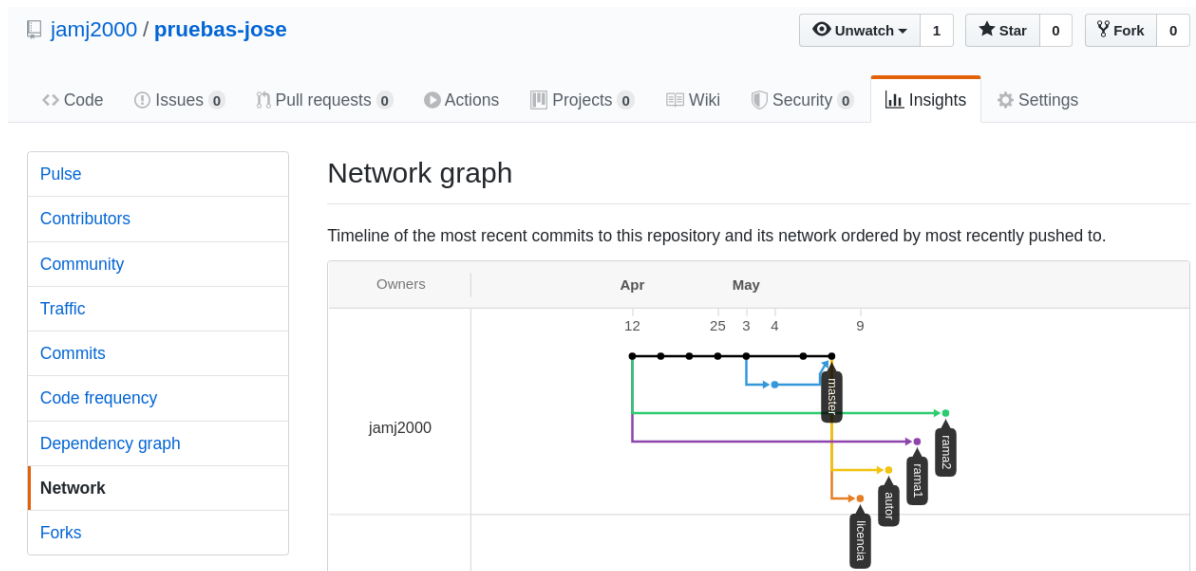 jamj2000 / pruebas-jose
Unwatch 1 Star 0 Fork 0
Code Issues 0 Pull requests 0 Actions Projects 0 Wiki Security 0 Insights Settings
Pulse
Contributors
Community
Traffic
Commits
Code frequency
Dependency graph
Network
Forks
Network graph
Timeline of the most recent commits to this repository and its network ordered by most recently pushed to.
Owners Apr May
12 25 3 4 9
jamj2000
master
rama2
rama1
autor
licencia